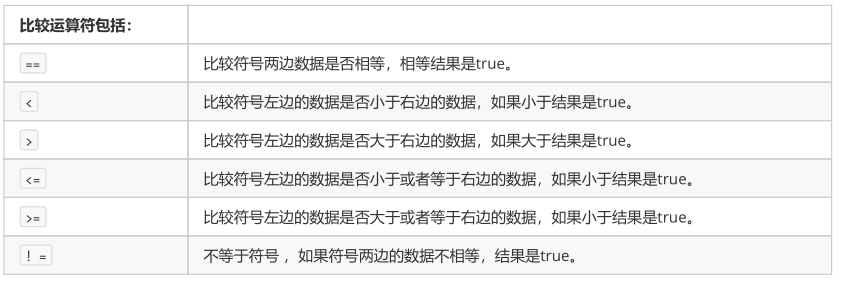 比较运算符包括：
== 比较符号两边数据是否相等，相等结果是true。
< 比较符号左边的数据是否小于右边的数据，如果小于结果是true。
> 比较符号左边的数据是否大于右边的数据，如果大于结果是true。
<= 比较符号左边的数据是否小于或者等于右边的数据，如果小于结果是true。
>= 比较符号左边的数据是否大于或者等于右边的数据，如果小于结果是true。
！= 不等于符号 ，如果符号两边的数据不相等，结果是true。